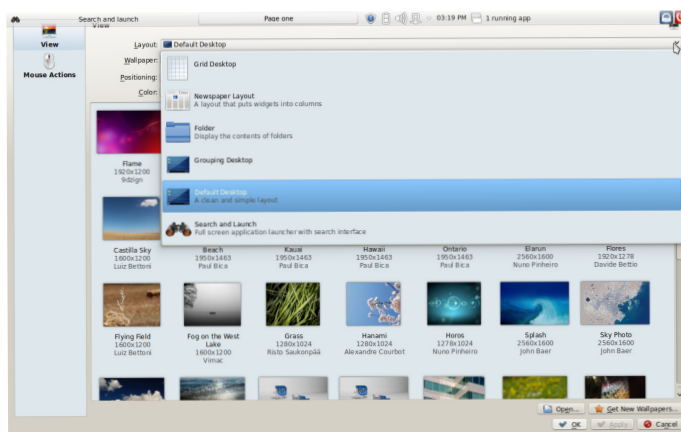 Search and launch
Page one
03:19 PM
1 running app
View
View
Mouse Actions
Layout:
Default Desktop
Wallpaper:
Positioning:
Color:
Grid Desktop
Newspaper Layout
A layout that puts widgets into columns
Folder
Display the contents of folders
Grouping Desktop
Default Desktop
A clean and simple layout
Search and Launch
Full screen application launcher with search interface
Flame
1920x1200
Castilla Sky
1600x1200
Luiz Bettoni
Beach
1950x1463
Paul Bica
Kauai
1950x1463
Paul Bica
Hawaii
1950x1463
Paul Bica
Ontario
1950x1463
Paul Bica
Elarun
2560x1600
Nuno Pinheiro
Flores
1920x1278
Davide Bettio
Flying Field
1600x1200
Luiz Bettoni
Fog on the West
Lake
1600x1200
Vimac
Grass
1280x1024
Risto Saukonpää
Hanami
1280x1024
Alexandre Courbot
Horos
1278x1024
Nuno Pinheiro
Splash
2560x1600
John Baer
Sky Photo
2560x1600
John Baer
Open...
Get New Wallpapers...
OK
Apply
Cancel